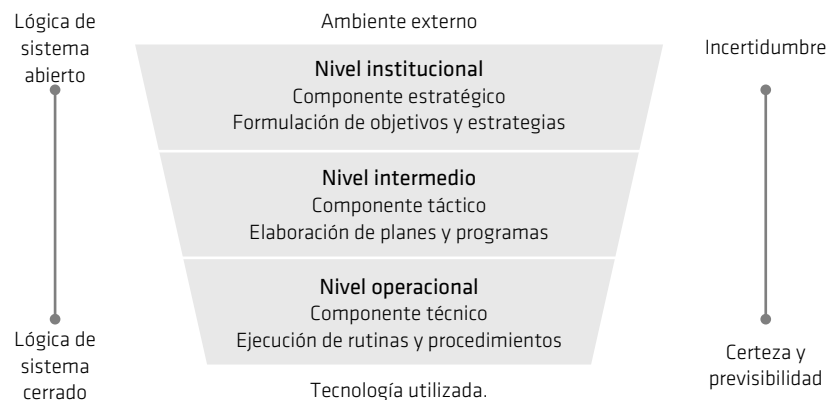 Lógica de
sistema
abierto
Ambiente externo
Incertidumbre
Nivel institucional
Componente estratégico
Formulación de objetivos y estrategias
Nivel intermedio
Componente táctico
Elaboración de planes y programas
Nivel operacional
Componente técnico
Ejecución de rutinas y procedimientos
Lógica de
sistema
cerrado
Tecnología utilizada.
Certeza y
previsibilidad